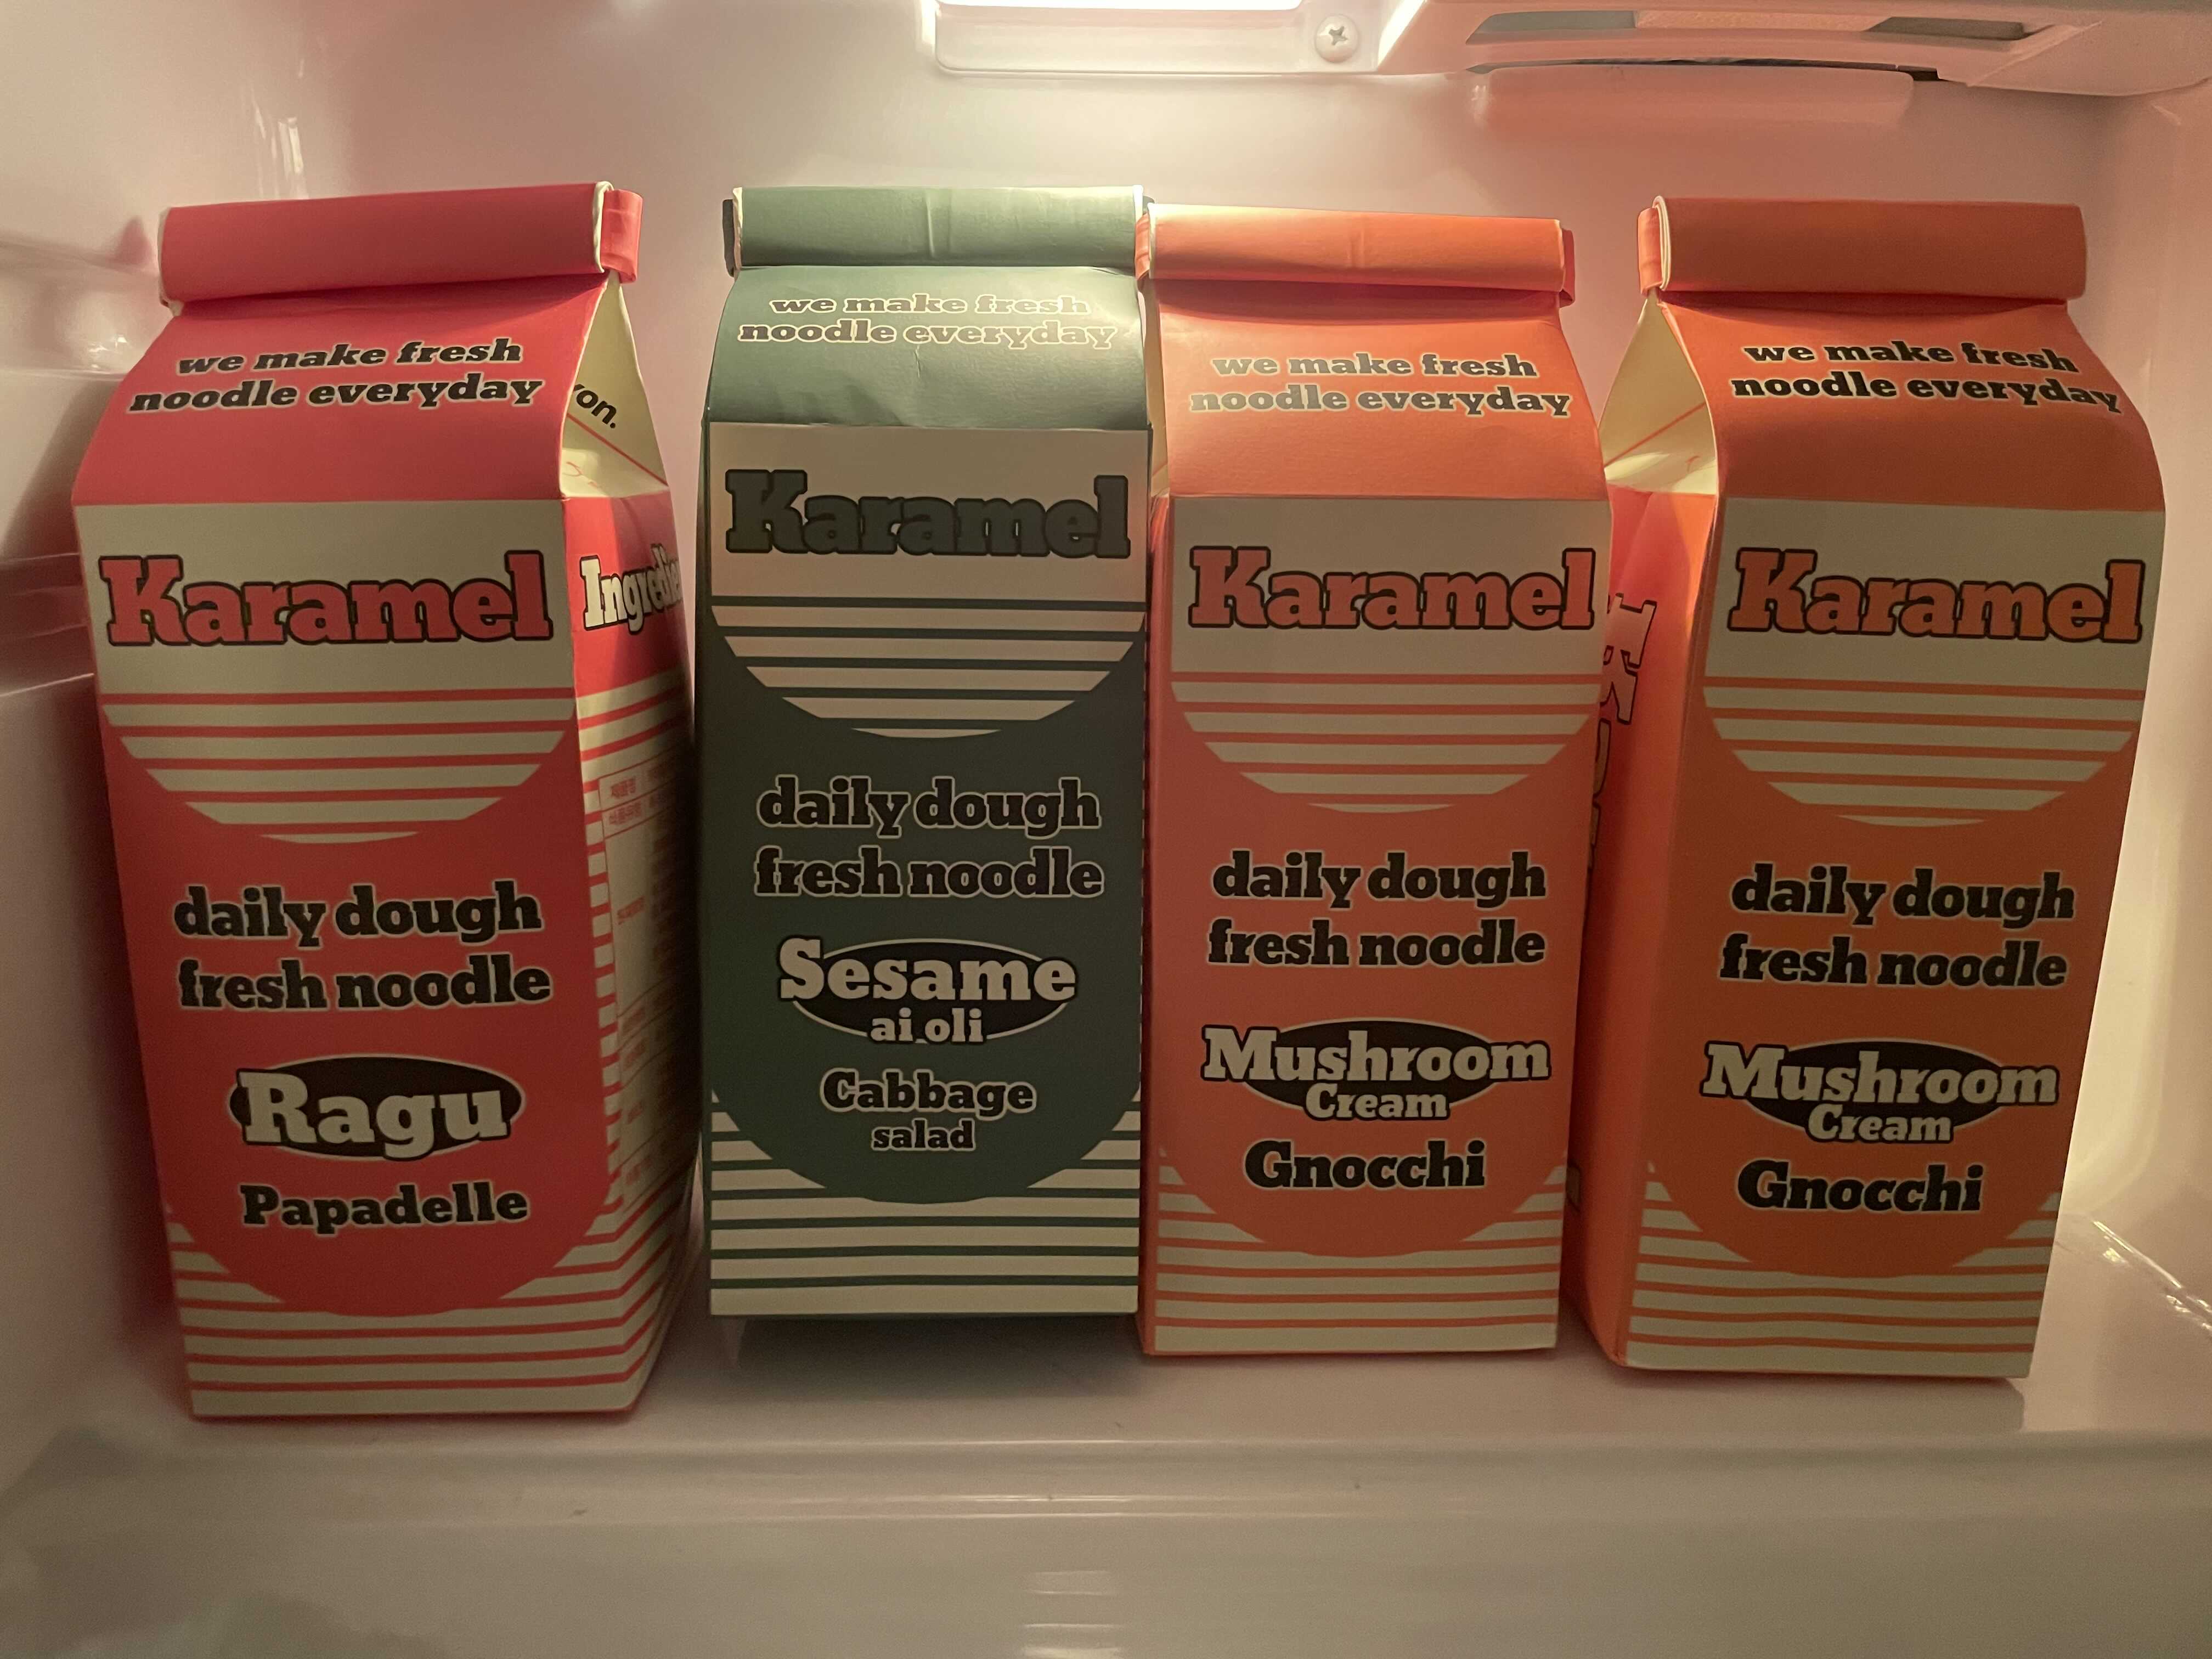 we make fresh
noodle everyday
Karamel
daily dough
fresh noodle
Ragu
Papadelle
we make fresh
noodle everyday
Karamel
daily dough
fresh noodle
Sesame
ai oli
Cabbage
salad
we make fresh
noodle everyday
Karamel
daily dough
fresh noodle
Mushroom
Cream
Gnocchi
we make fresh
noodle everyday
Karamel
daily dough
fresh noodle
Mushroom
Cream
Gnocchi